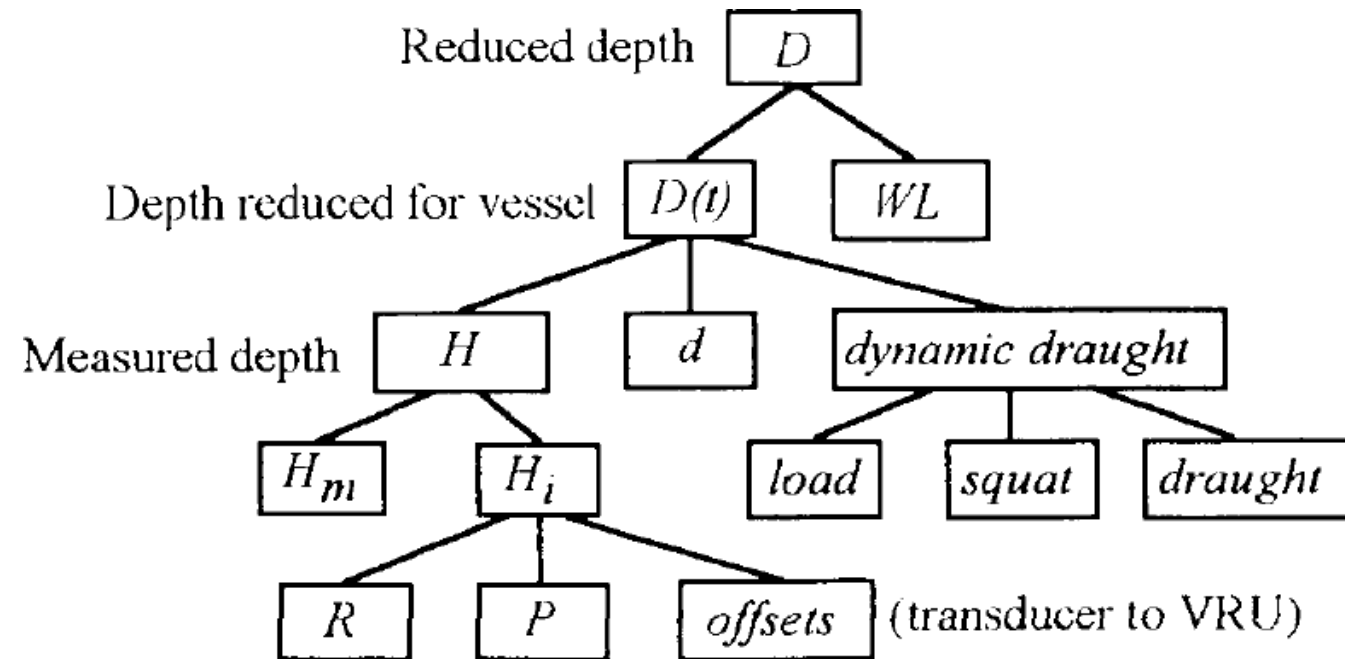 Reduced depth D
Depth reduced for vessel D(t) WL
Measured depth H d dynamic draught
H_m H_i load squat draught
R P offsets (transducer to VRU)